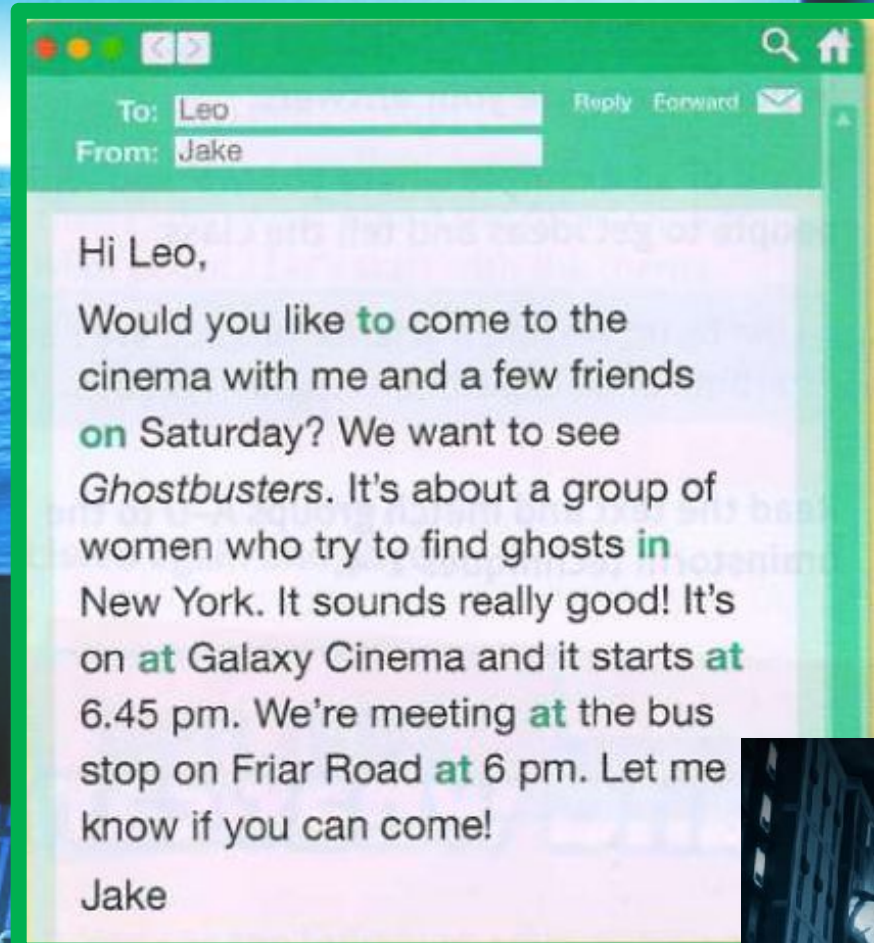 To: Leo
Reply Forward
From: Jake
Hi Leo,
Would you like to come to the
cinema with me and a few friends
on Saturday? We want to see
Ghostbusters. It's about a group of
women who try to find ghosts in
New York. It sounds really good! It's
on at Galaxy Cinema and it starts at
6.45 pm. We're meeting at the bus
stop on Friar Road at 6 pm. Let me
know if you can come!
Jake